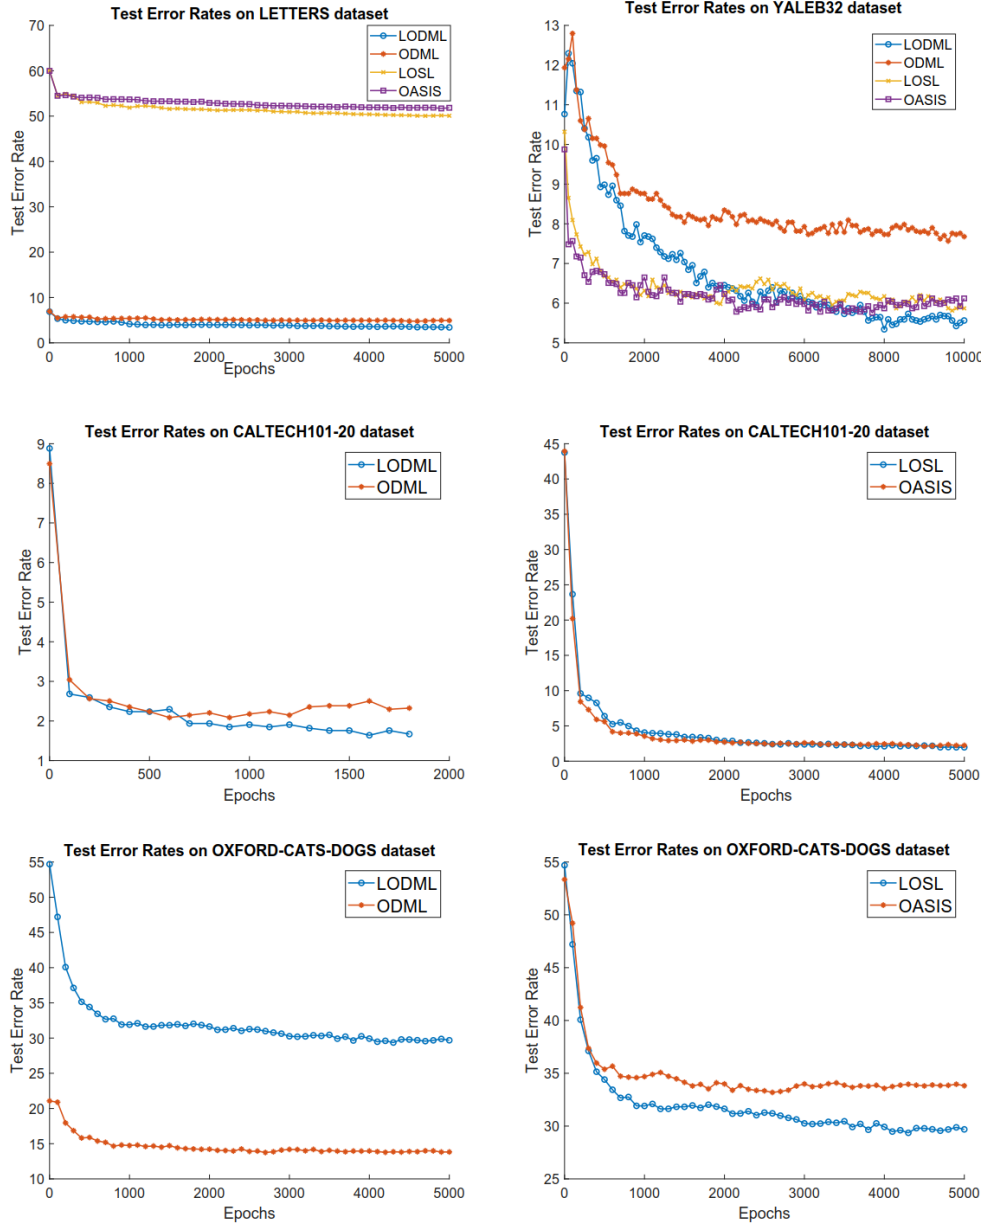 Test Error Rates on LETTERS dataset
70
60
50
40
30
20
10
0
Test Error Rate
0 1000 2000 3000 4000 5000
Epochs
LODML
ODML
LOSL
OASIS
Test Error Rates on YALEB32 dataset
13
12
11
10
9
8
7
6
5
Test Error Rate
0 2000 4000 6000 8000 10000
LODML
ODML
LOSL
OASIS
Test Error Rates on CALTECH101-20 dataset
9
8
7
6
5
4
3
2
1
Test Error Rate
0 500 1000 1500 2000
Epochs
LODML
ODML
Test Error Rates on CALTECH101-20 dataset
45
40
35
30
25
20
15
10
5
0
Test Error Rate
0 1000 2000 3000 4000 5000
Epochs
LOSL
OASIS
Test Error Rates on OXFORD-CATS-DOGS dataset
55
50
45
40
35
30
25
20
15
10
Test Error Rate
0 1000 2000 3000 4000 5000
Epochs
LODML
ODML
Test Error Rates on OXFORD-CATS-DOGS dataset
55
50
45
40
35
30
25
Test Error Rate
0 1000 2000 3000 4000 5000
Epochs
LOSL
OASIS